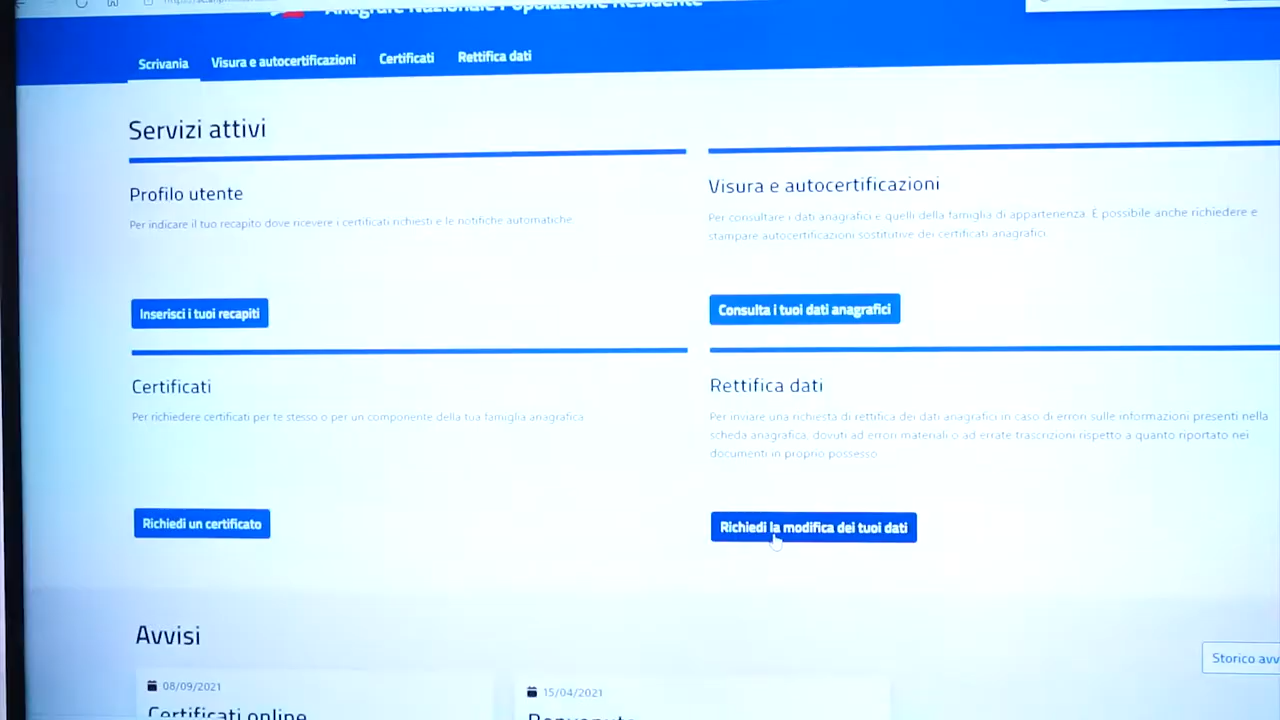 Anagrafe Nazionale Popolazione Residente
Scrivania
Visura e autocertificazioni
Certificati
Rettifica dati
Servizi attivi
Profilo utente
Per indicare il tuo recapito dove ricevere i certificati richiesti e le notifiche automatiche
Inserisci i tuoi recapiti
Visura e autocertificazioni
Per consultare i dati anagrafici e quelli della famiglia di appartenenza. È possibile anche richiedere e
stampare autocertificazioni sostitutive dei certificati anagrafici.
Consulta i tuoi dati anagrafici
Certificati
Per richiedere certificati per te stesso o per un componente della tua famiglia anagrafica
Richiedi un certificato
Rettifica dati
Per inviare una richiesta di rettifica dei dati anagrafici in caso di errori sulle informazioni presenti nella
scheda anagrafica, dovuti ad errori materiali o ad errate trascrizioni rispetto a quanto riportato nei
documenti in proprio possesso
Richiedi la modifica dei tuoi dati
Avvisi
Storico avv
08/09/2021
Certificati online
15/04/2021